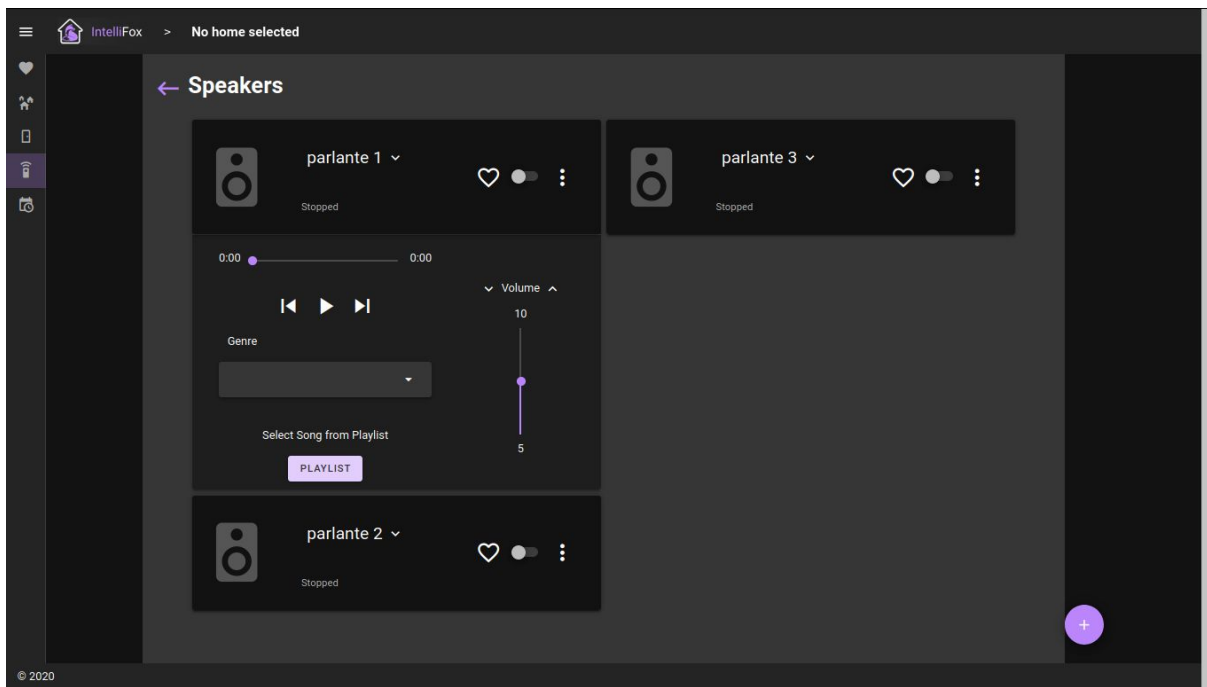 IntelliFox > No home selected
Speakers
parlante 1
Stopped
parlante 3
Stopped
0:00 0:00
Volume
10
Genre
Select Song from Playlist
5
PLAYLIST
parlante 2
Stopped
+
© 2020